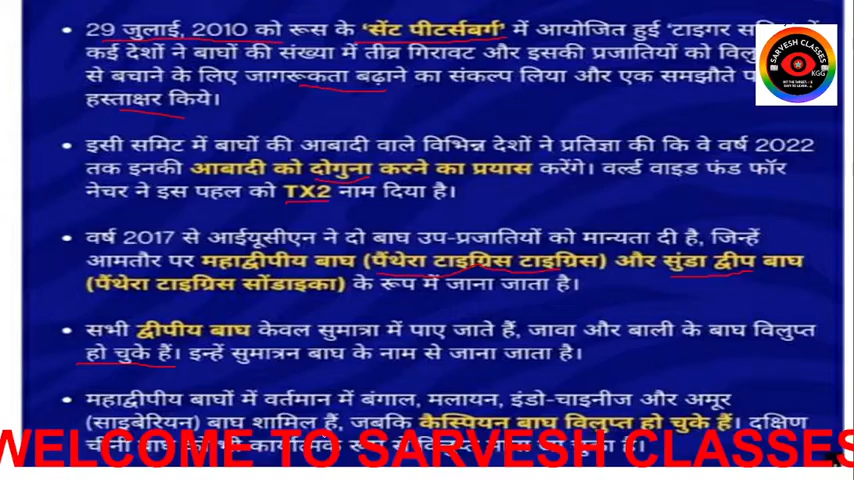 • 29 जुलाई, 2010 को रूस के 'सेंट पीटर्सबर्ग' में आयोजित हुई 'टाइगर
SARVESH CLASSES
कई देशों ने बाघों की संख्या में तीव्र गिरावट और इसकी प्रजातियों को
KGG
से बचाने के लिए जागरूकता बढ़ाने का संकल्प लिया और एक समझौते
हस्ताक्षर किये।
• इसी समिट में बाघों की आबादी वाले विभिन्न देशों ने प्रतिज्ञा की कि वे वर्ष 2022
तक इनकी आबादी को दोगुना करने का प्रयास करेंगे। वर्ल्ड वाइड फंड फॉर
नेचर ने इस पहल को TX2 नाम दिया है।
• वर्ष 2017 से आईयूसीएन ने दो बाघ उप-प्रजातियों को मान्यता दी है, जिन्हें
आमतौर पर महाद्वीपीय बाघ (पैंथेरा टाइग्रिस टाइग्रिस) और सुंडा द्वीप बाघ
(पैंथेरा टाइग्रिस सोंडाइका) के रूप में जाना जाता है।
• सभी द्वीपीय बाघ केवल सुमात्रा में पाए जाते हैं, जावा और बाली के बाघ विलुप्त
हो चुके हैं। इन्हें सुमात्रन बाघ के नाम से जाना जाता है।
• महाद्वीपीय बाघों में वर्तमान में बंगाल, मलायन, इंडो-चाइनीज और अमूर
(साइबेरियन) बाघ शामिल हैं, जबकि कैस्पियन बाघ विलुप्त हो चुके हैं। दक्षिण
WELCOME TO SARVESH CLASSES